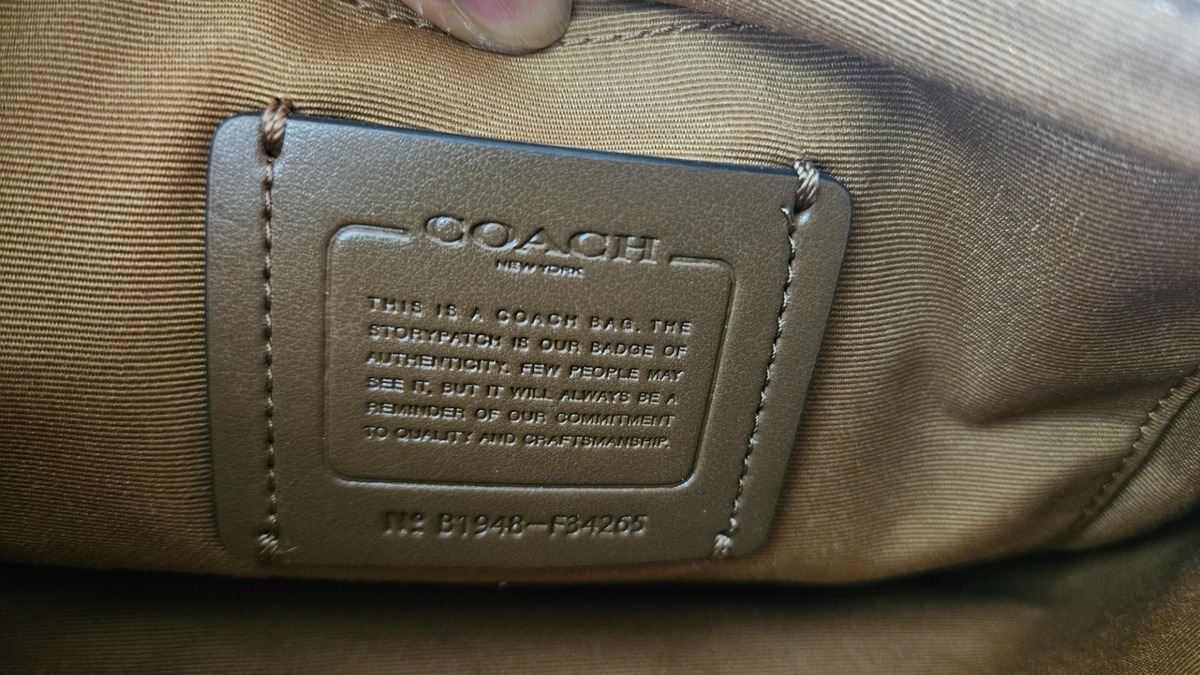 COACH
NEW YORK
THIS IS A COACH BAG. THE
STORYPATCH IS OUR BADGE OF
AUTHENTICITY. FEW PEOPLE MAY
SEE IT, BUT IT WILL ALWAYS BE A
REMINDER OF OUR COMMITMENT
TO QUALITY AND CRAFTSMANSHIP.
№ B1948-F34265